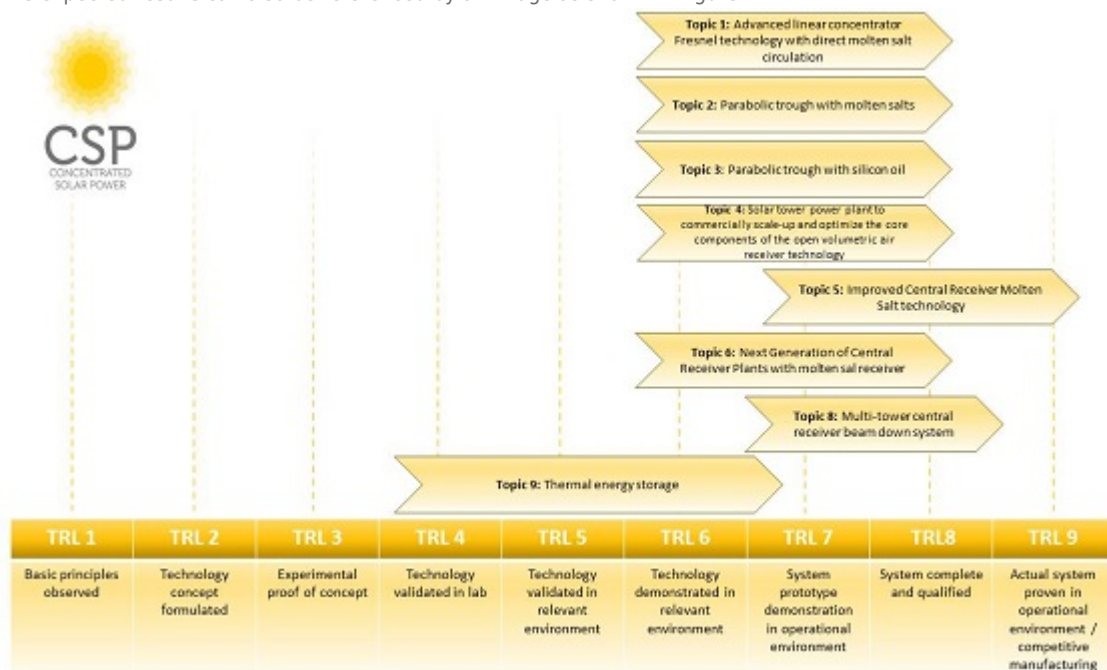 CSP
CONCENTRATED
SOLAR POWER
Topic 1: Advanced linear concentrator
Fresnel technology with direct molten salt
circulation
Topic 2: Parabolic trough with molten salts
Topic 3: Parabolic trough with silicon oil
Topic 4: Solar tower power plant to
commercially scale-up and optimize the core
components of the open volumetric air
receiver technology
Topic 5: Improved Central Receiver Molten
Salt technology
Topic 6: Next Generation of Central
Receiver Plants with molten sal receiver
Topic 8: Multi-tower central
receiver beam down system
Topic 9: Thermal energy storage
TRL 1
TRL 2
TRL 3
TRL 4
TRL 5
TRL 6
TRL 7
TRL8
TRL 9
Basic principles
observed
Technology
concept
formulated
Experimental
proof of concept
Technology
validated in lab
Technology
validated in
relevant
environment
Technology
demonstrated in
relevant
environment
System
prototype
demonstration
in operational
environment
System complete
and qualified
Actual system
proven in
operational
environment /
competitive
manufacturing